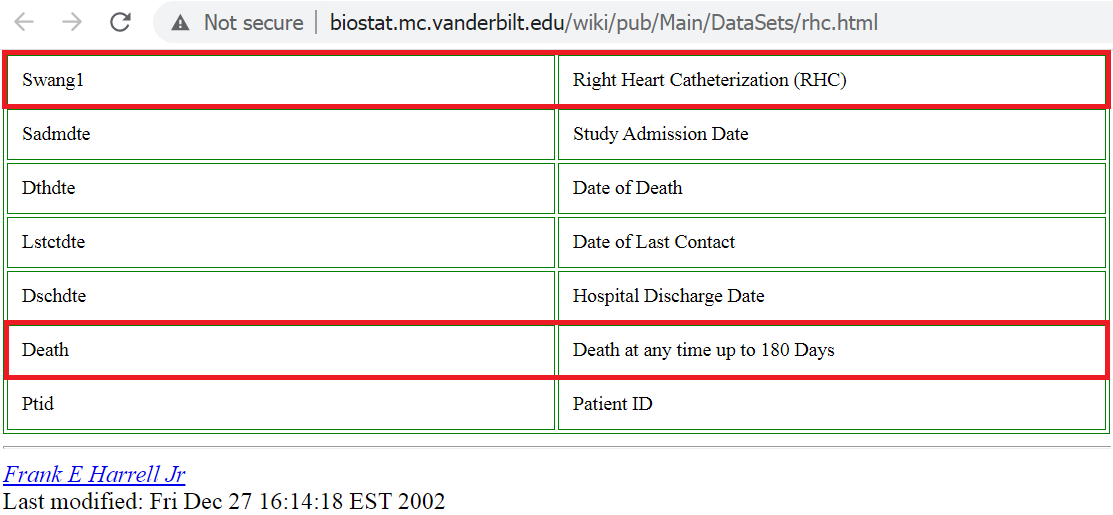 Not secure | biostat.mc.vanderbilt.edu/wiki/pub/Main/DataSets/rhc.html
Swang1 Right Heart Catheterization (RHC)
Sadmdte Study Admission Date
Dthdte Date of Death
Lstctdte Date of Last Contact
Dschdte Hospital Discharge Date
Death Death at any time up to 180 Days
Ptid Patient ID
Frank E Harrell Jr
Last modified: Fri Dec 27 16:14:18 EST 2002